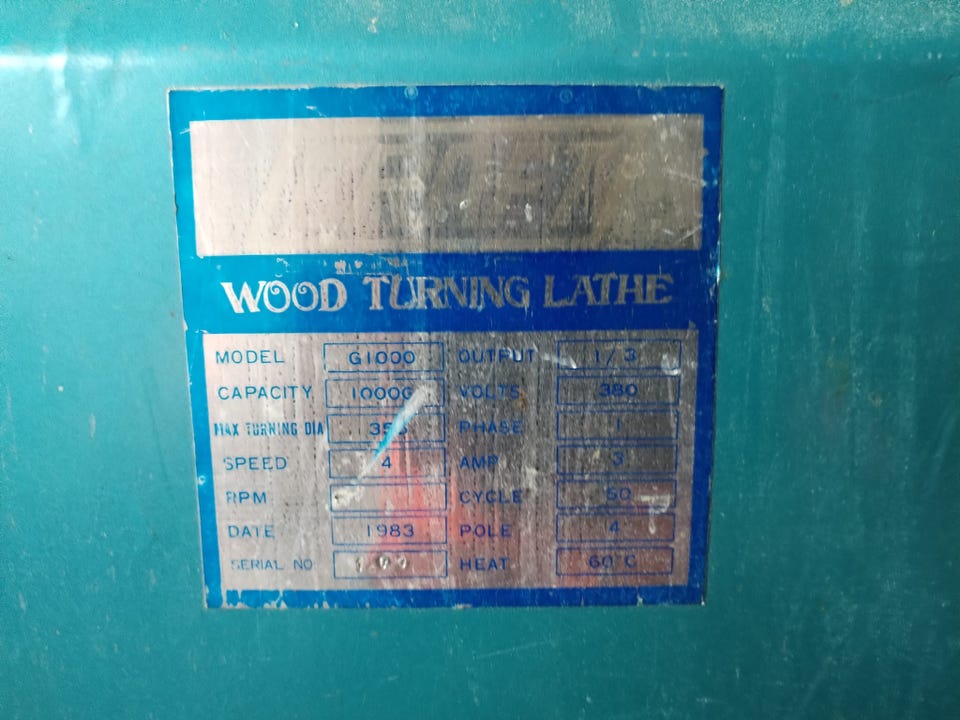 WOOD TURNING LATHE
MODEL G1000 OUTPUT 1/3
CAPACITY VOLTS 380
MAX TURNING DIA PHASE 1
SPEED 4 AMP 3
RPM CYCLE 50
DATE 1983 POLE 4
SERIAL NO HEAT 60°C